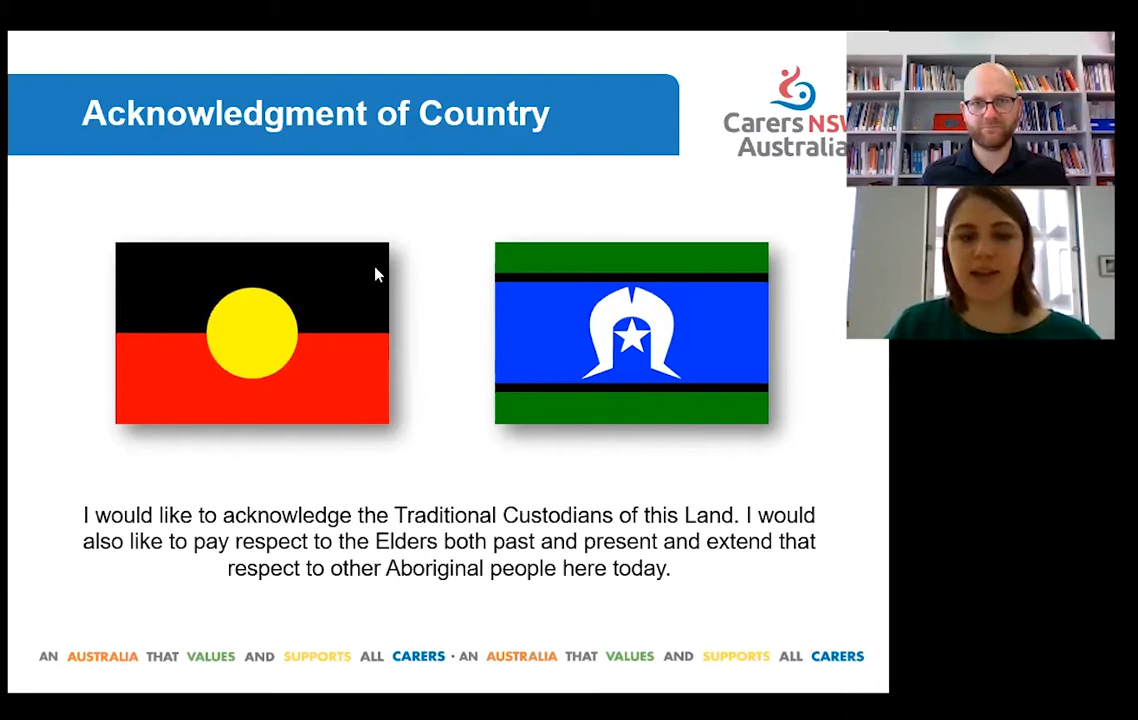 Acknowledgment of Country
Carers NSW
Australia
I would like to acknowledge the Traditional Custodians of this Land. I would
also like to pay respect to the Elders both past and present and extend that
respect to other Aboriginal people here today.
AN AUSTRALIA THAT VALUES AND SUPPORTS ALL CARERS · AN AUSTRALIA THAT VALUES AND SUPPORTS ALL CARERS